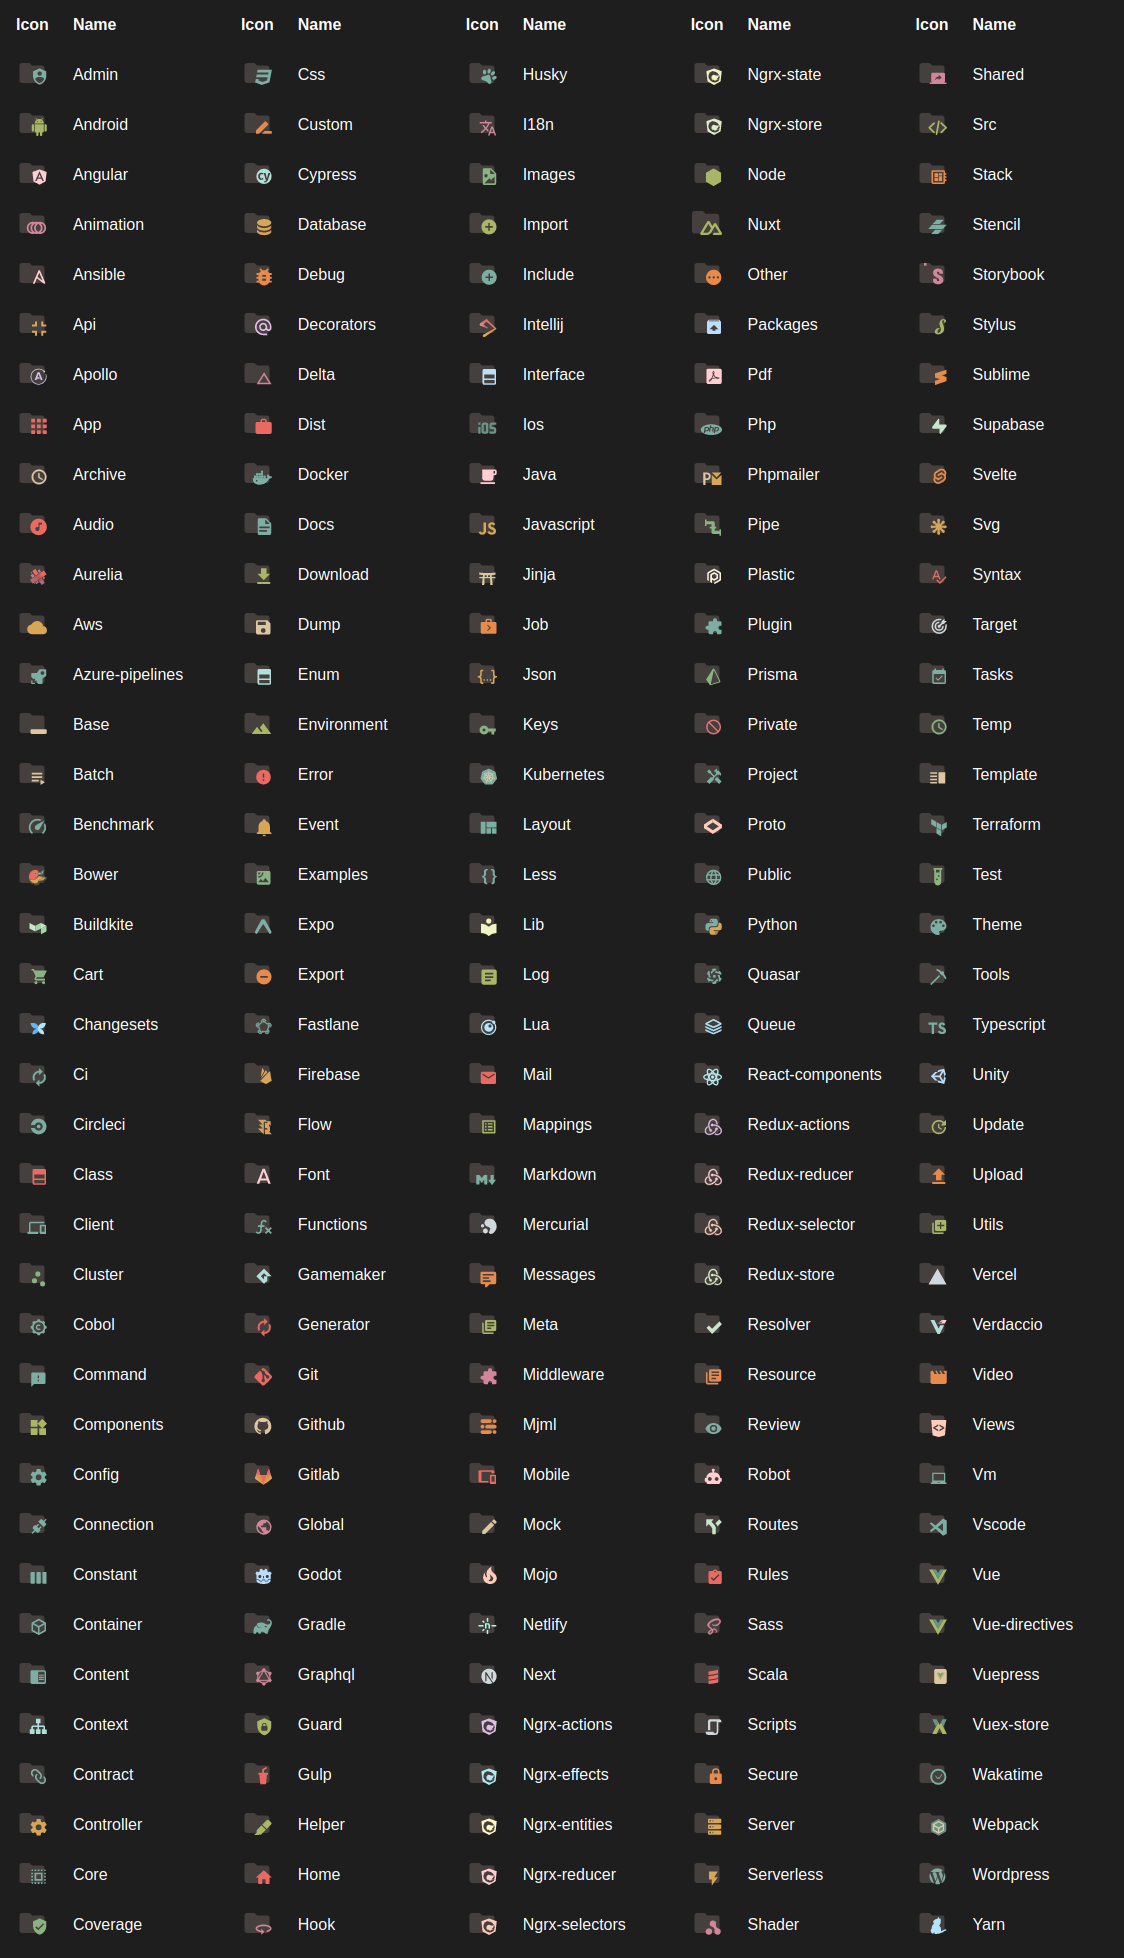 Icon Name Icon Name Icon Name Icon Name Icon Name
Admin Css Husky Ngrx-state Shared
Android Custom I18n Ngrx-store Src
Angular Cypress Images Node Stack
Animation Database Import Nuxt Stencil
Ansible Debug Include Other Storybook
Api Decorators Intellij Packages Stylus
Apollo Delta Interface Pdf Sublime
App Dist Ios Php Supabase
Archive Docker Java Phpmailer Svelte
Audio Docs Javascript Pipe Svg
Aurelia Download Jinja Plastic Syntax
Aws Dump Job Plugin Target
Azure-pipelines Enum Json Prisma Tasks
Base Environment Keys Private Temp
Batch Error Kubernetes Project Template
Benchmark Event Layout Proto Terraform
Bower Examples Less Public Test
Buildkite Expo Lib Python Theme
Cart Export Log Quasar Tools
Changesets Fastlane Lua Queue Typescript
Ci Firebase Mail React-components Unity
Circleci Flow Mappings Redux-actions Update
Class Font Markdown Redux-reducer Upload
Client Functions Mercurial Redux-selector Utils
Cluster Gamemaker Messages Redux-store Vercel
Cobol Generator Meta Resolver Verdaccio
Command Git Middleware Resource Video
Components Github Mjml Review Views
Config Gitlab Mobile Robot Vm
Connection Global Mock Routes Vscode
Constant Godot Mojo Rules Vue
Container Gradle Netlify Sass Vue-directives
Content Graphql Next Scala Vuepress
Context Guard Ngrx-actions Scripts Vuex-store
Contract Gulp Ngrx-effects Secure Wakatime
Controller Helper Ngrx-entities Server Webpack
Core Home Ngrx-reducer Serverless Wordpress
Coverage Hook Ngrx-selectors Shader Yarn